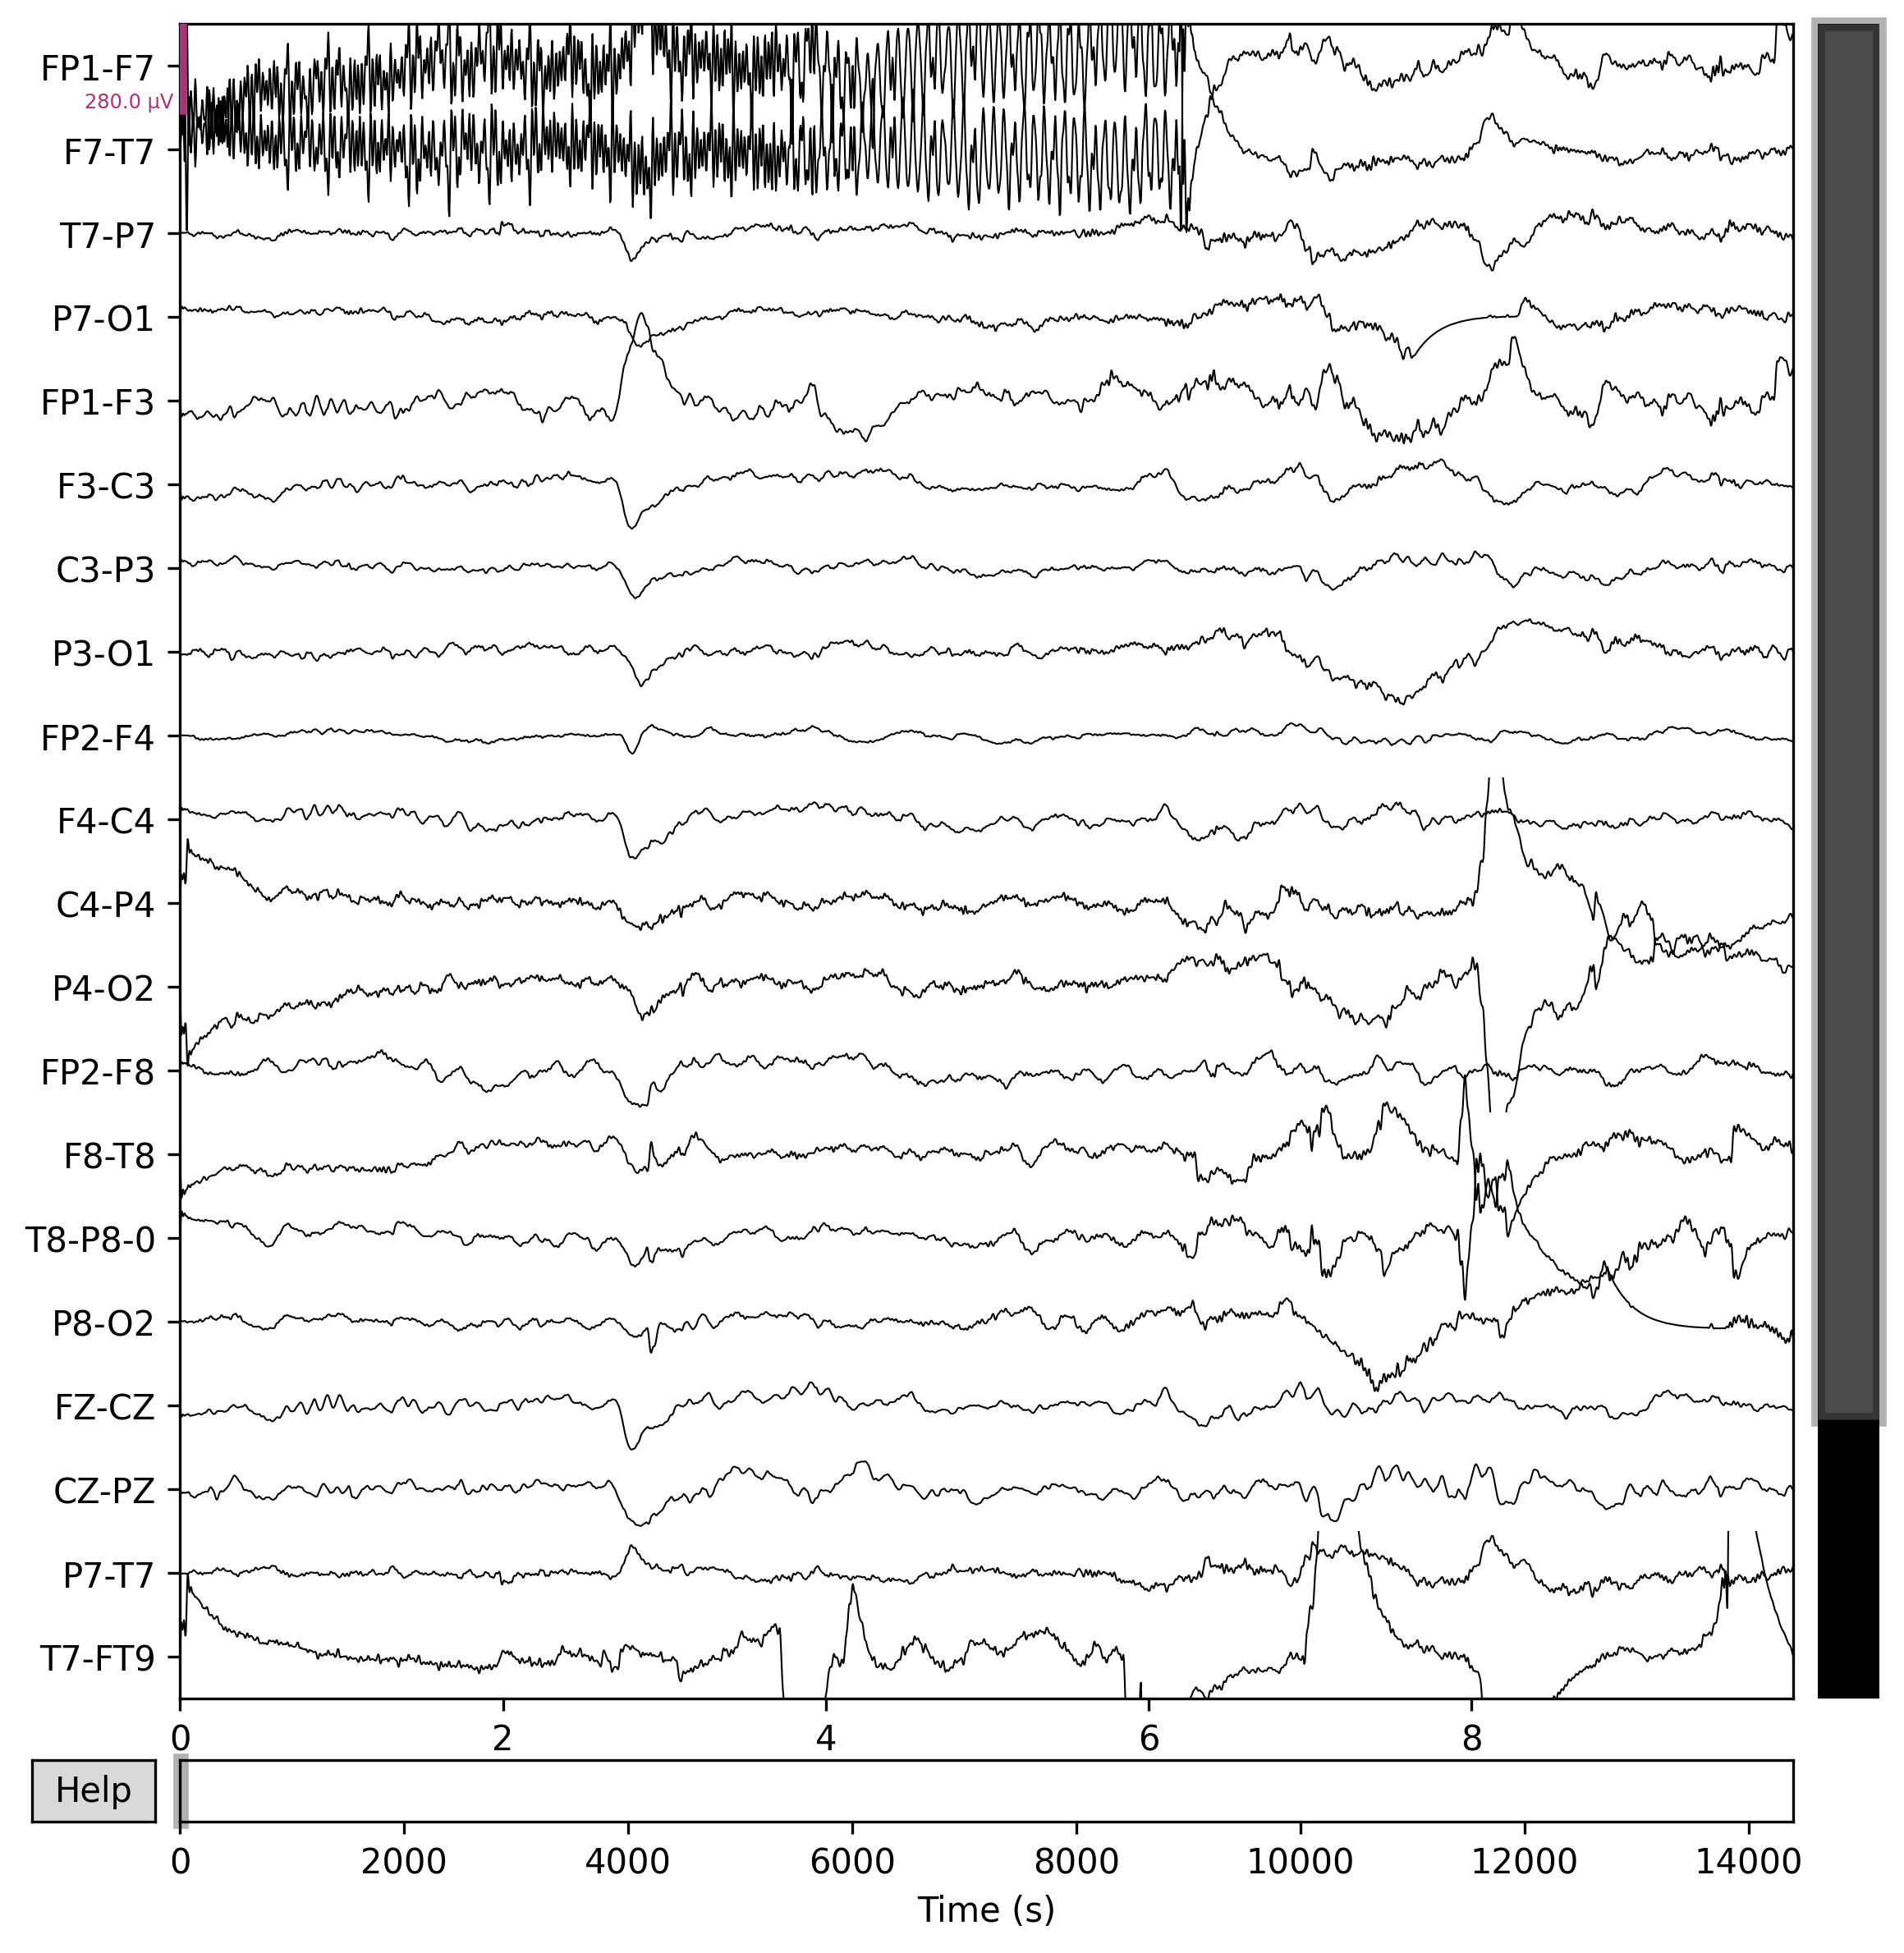 FP1-F7
280.0 µV
F7-T7
T7-P7
P7-O1
FP1-F3
F3-C3
C3-P3
P3-O1
FP2-F4
F4-C4
C4-P4
P4-O2
FP2-F8
F8-T8
T8-P8-0
P8-O2
FZ-CZ
CZ-PZ
P7-T7
T7-FT9
0 2 4 6 8
Help
0 2000 4000 6000 8000 10000 12000 14000
Time (s)